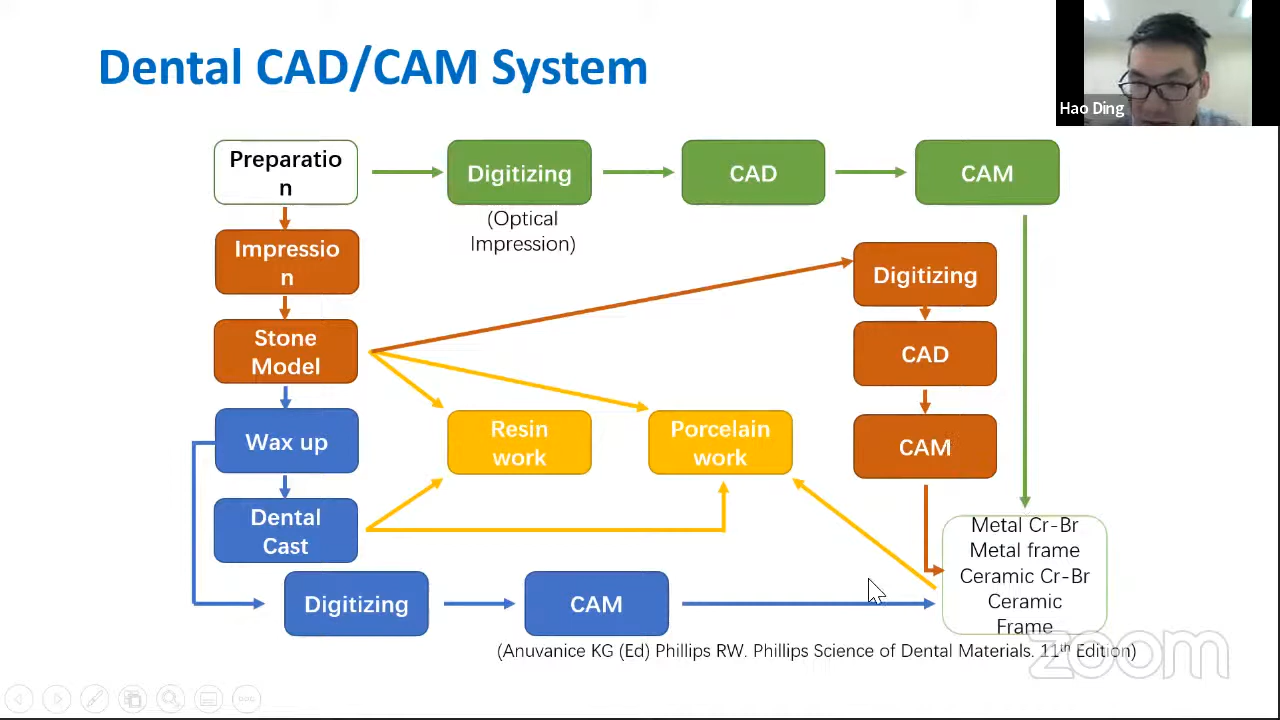 Dental CAD/CAM System
Hao Ding
Preparatio
n
Digitizing
CAD
CAM
(Optical
Impression)
Impressio
n
Digitizing
Stone
Model
CAD
Wax up
Resin
work
Porcelain
work
CAM
Dental
Cast
Metal Cr-Br
Metal frame
Ceramic Cr-Br
Ceramic
Frame
Digitizing
CAM
(Anuvanice KG (Ed) Phillips RW. Phillips Science of Dental Materials. 11th Edition)
zoom